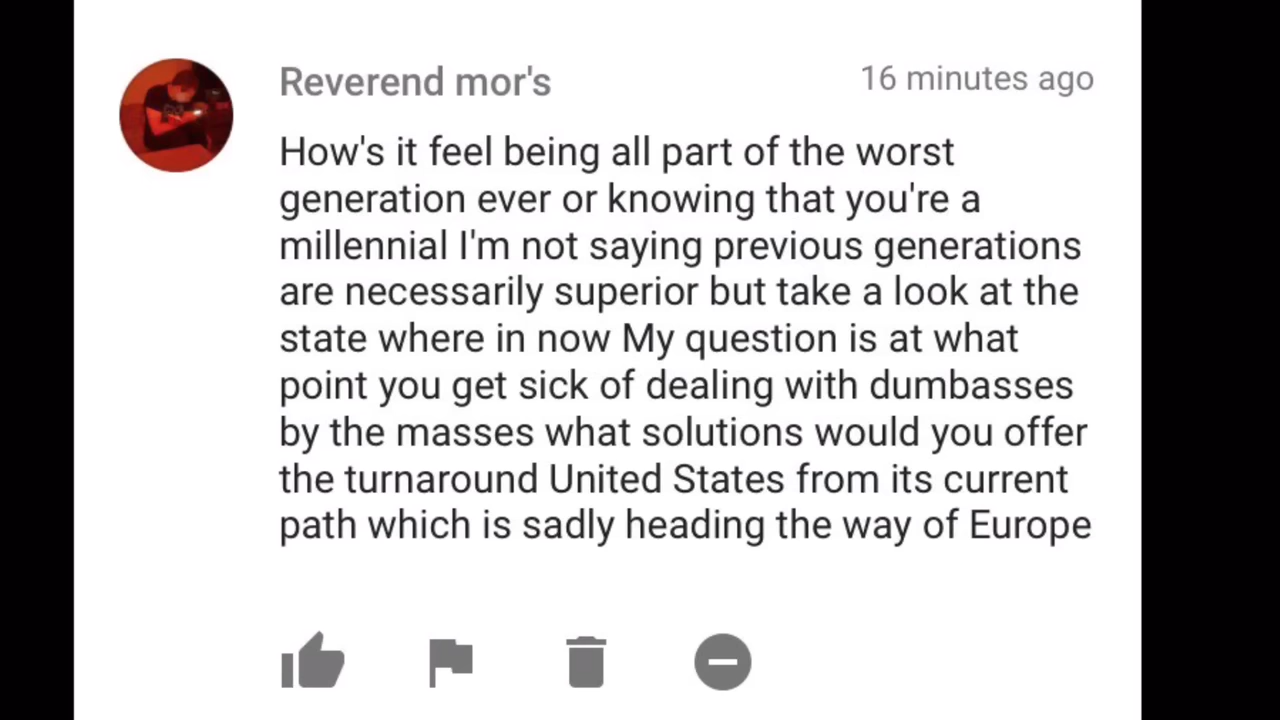 Reverend mor's
16 minutes ago
How's it feel being all part of the worst
generation ever or knowing that you're a
millennial I'm not saying previous generations
are necessarily superior but take a look at the
state where in now My question is at what
point you get sick of dealing with dumbasses
by the masses what solutions would you offer
the turnaround United States from its current
path which is sadly heading the way of Europe